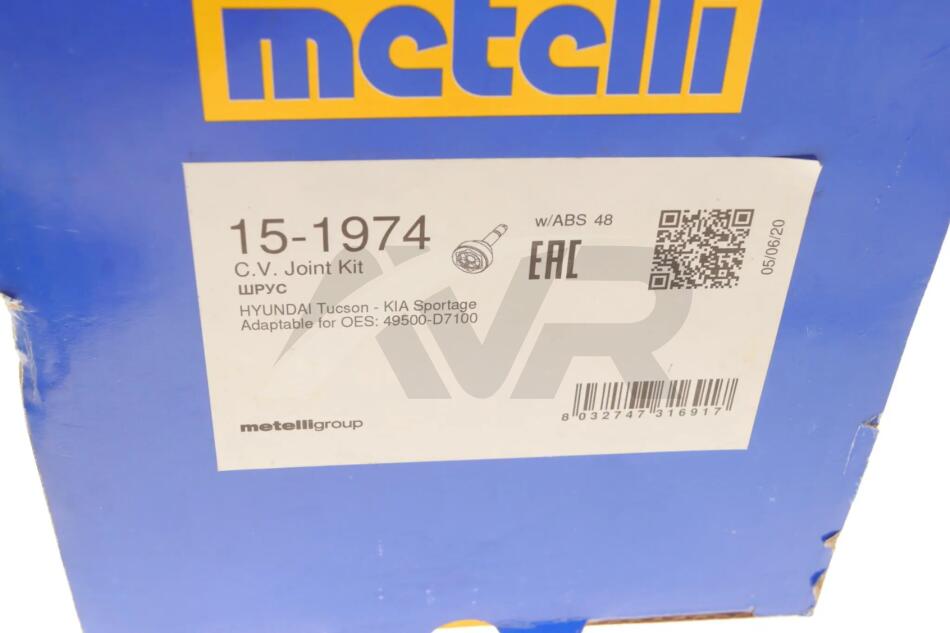 metelli
15-1974
w/ABS 48
C.V. Joint Kit
EAC
ШРУС
05/06/20
HYUNDAI Tucson - KIA Sportage
Adaptable for OES: 49500-D7100
VR
metelligroup
8 032747 316917